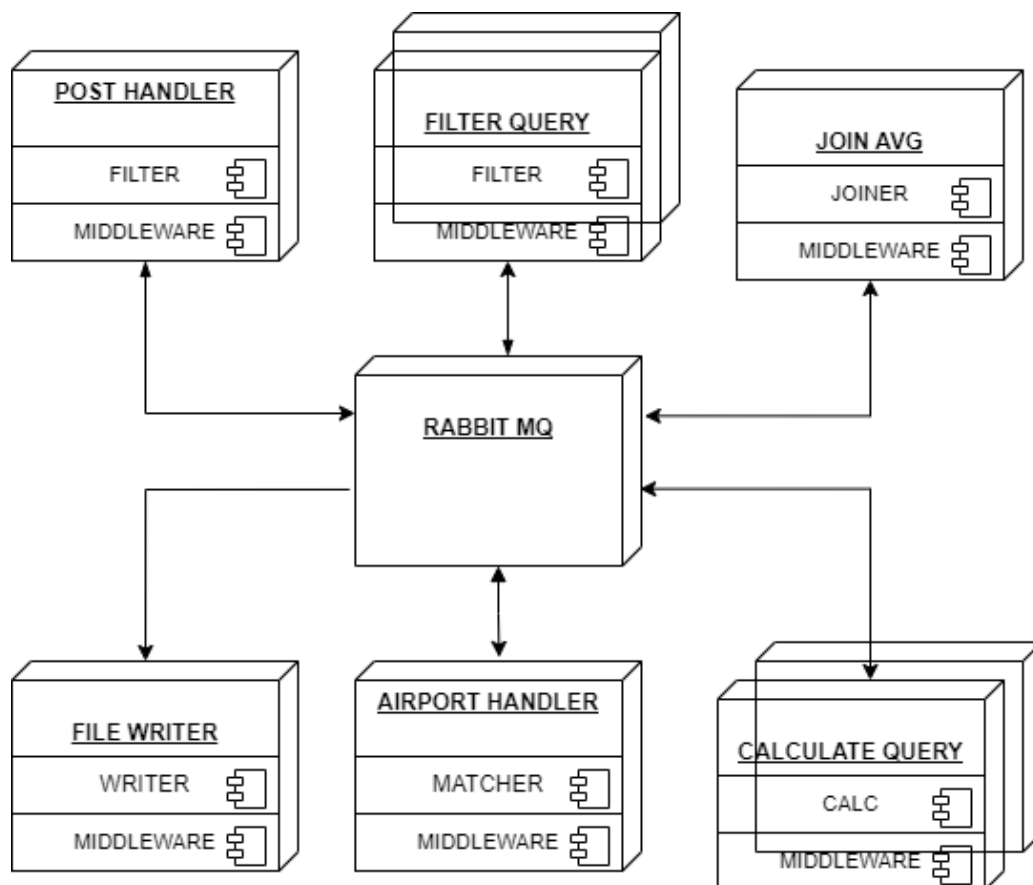 POST HANDLER
FILTER
MIDDLEWARE
FILTER QUERY
FILTER
MIDDLEWARE
JOIN AVG
JOINER
MIDDLEWARE
RABBIT MQ
FILE WRITER
WRITER
MIDDLEWARE
AIRPORT HANDLER
MATCHER
MIDDLEWARE
CALCULATE QUERY
CALC
MIDDLEWARE